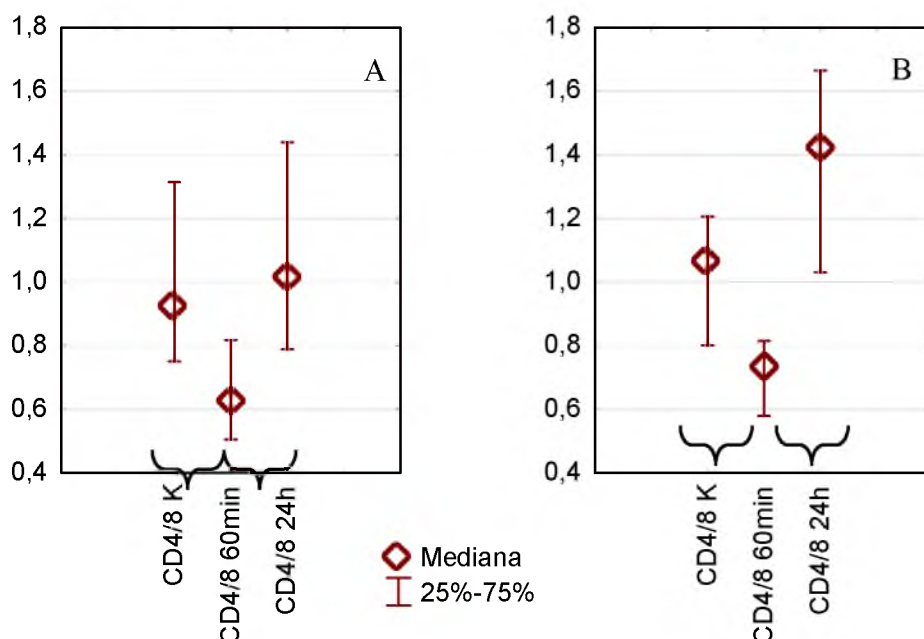 1,8
1,6
1,4
1,2
1,0
0,8
0,6
0,4
A
CD4/8 K
CD4/8 60min
CD4/8 24h
1,8
1,6
1,4
1,2
1,0
0,8
0,6
0,4
B
CD4/8 K
CD4/8 60min
CD4/8 24h
Mediana
25%-75%